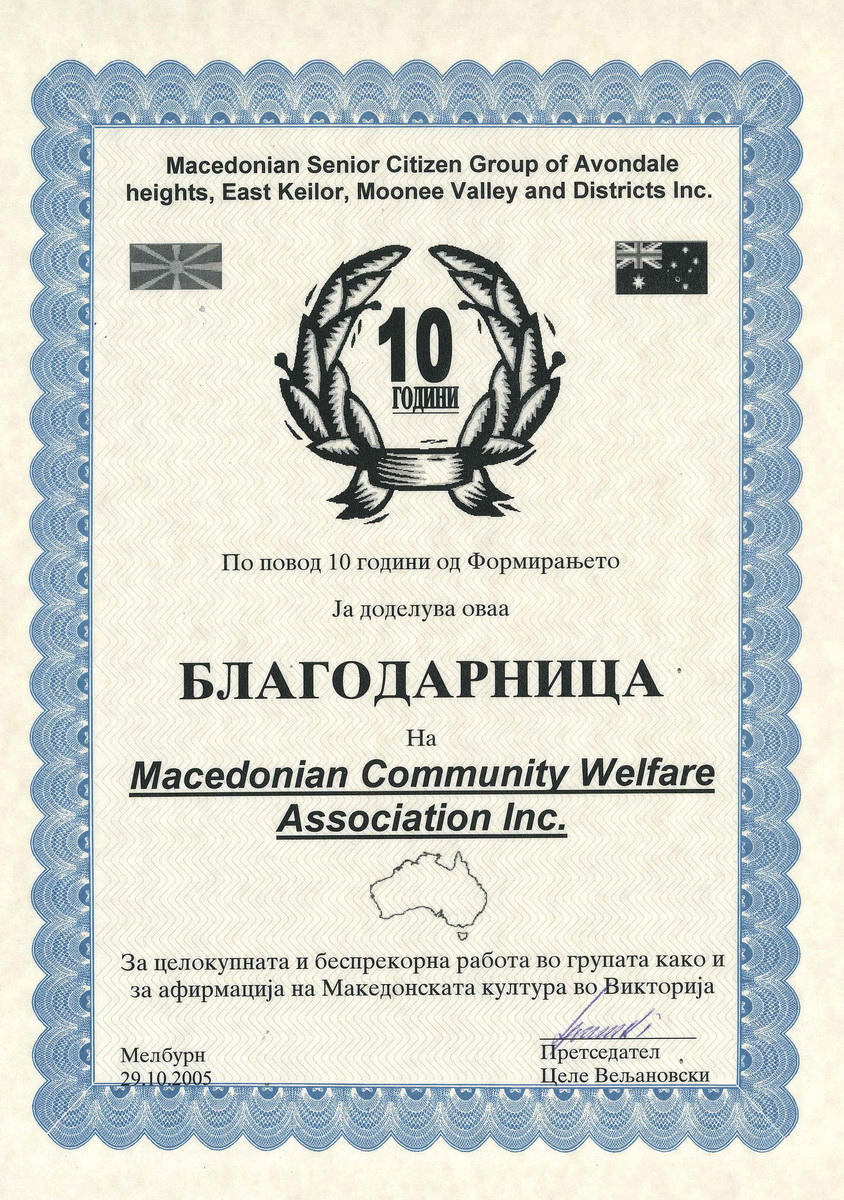 Macedonian Senior Citizen Group of Avondale
heights, East Keilor, Moonee Valley and Districts Inc.
10
ГОДИНИ
По повод 10 години од Формирањето
Ја доделува оваа
БЛАГОДАРНИЦА
На
Macedonian Community Welfare
Association Inc.
За целокупната и беспрекорна работа во групата како и
за афирмација на Македонската култура во Викторија
Мелбурн
29.10.2005
Претседател
Целе Вељановски